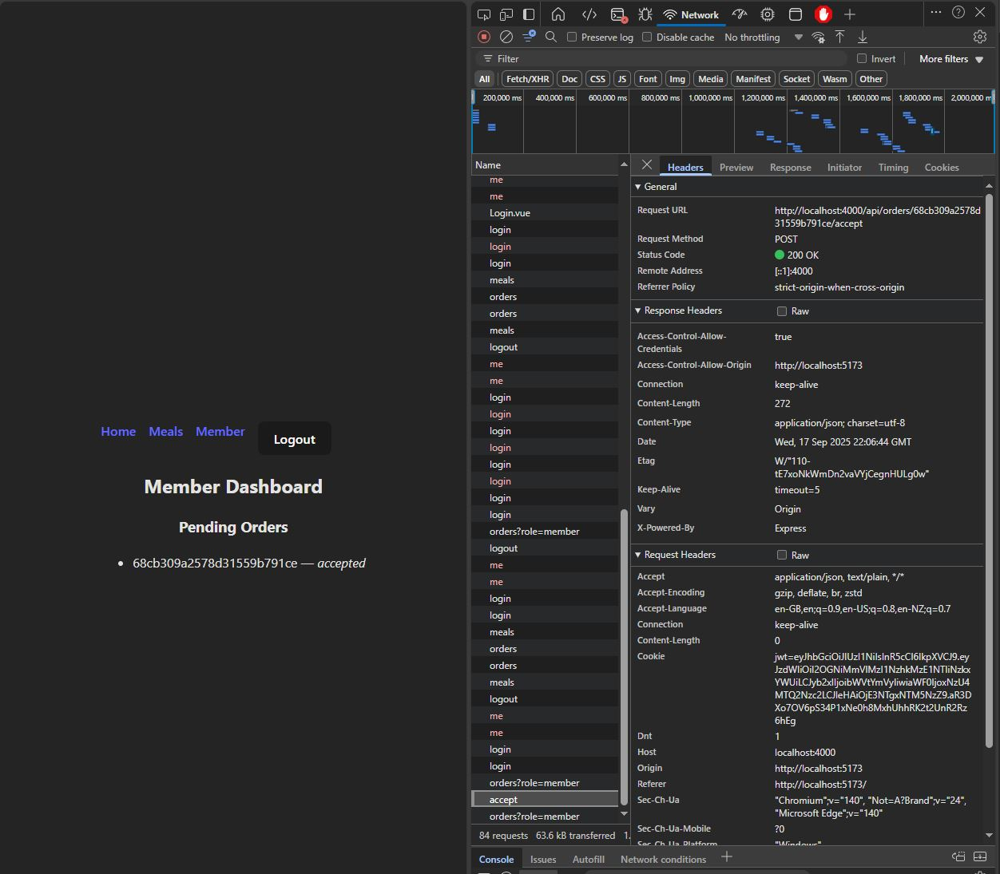 Home Meals Member Logout
Member Dashboard
Pending Orders
68cb309a2578d31559b791ce — accepted
Network
Preserve log Disable cache No throttling
Filter Invert More filters
All Fetch/XHR Doc CSS JS Font Img Media Manifest Socket Wasm Other
200,000 ms 400,000 ms 600,000 ms 800,000 ms 1,000,000 ms 1,200,000 ms 1,400,000 ms 1,600,000 ms 1,800,000 ms 2,000,000 m
Name
me
me
Login.vue
login
login
login
meals
orders
orders
meals
logout
me
me
login
login
login
login
login
login
login
login
orders?role=member
logout
me
me
login
login
meals
orders
orders
meals
logout
me
me
login
login
orders?role=member
accept
orders?role=member
84 requests 63.6 kB transferred 1.
Headers Preview Response Initiator Timing Cookies
General
Request URL http://localhost:4000/api/orders/68cb309a2578d
31559b791ce/accept
Request Method POST
Status Code 200 OK
Remote Address [::1]:4000
Referrer Policy strict-origin-when-cross-origin
Response Headers Raw
Access-Control-Allow- true
Credentials
Access-Control-Allow-Origin http://localhost:5173
Connection keep-alive
Content-Length 272
Content-Type application/json; charset=utf-8
Date Wed, 17 Sep 2025 22:06:44 GMT
Etag W/"110-
tE7xoNkWmDn2vaVYjCegnHULg0w"
Keep-Alive timeout=5
Vary Origin
X-Powered-By Express
Request Headers Raw
Accept application/json, text/plain, */*
Accept-Encoding gzip, deflate, br, zstd
Accept-Language en-GB,en;q=0.9,en-US;q=0.8,en-NZ;q=0.7
Connection keep-alive
Content-Length 0
Cookie
Dnt 1
Host localhost:4000
Origin http://localhost:5173
Referer http://localhost:5173/
Sec-Ch-Ua "Chromium";v="140", "Not=A?Brand";v="24",
"Microsoft Edge";v="140"
Sec-Ch-Ua-Mobile ?0
Sec-Ch-Ua-Platform "Windows"
Console Issues Autofill Network conditions